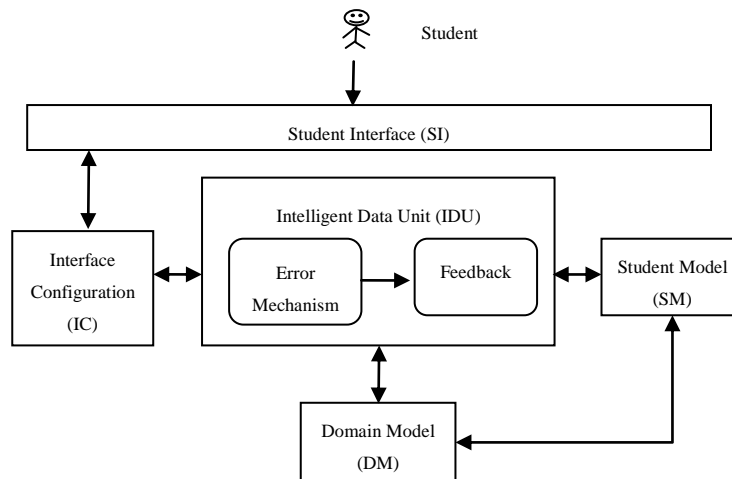 Student
Student Interface (SI)
Intelligent Data Unit (IDU)
Interface
Configuration
(IC)
Error
Mechanism
Feedback
Student Model
(SM)
Domain Model
(DM)